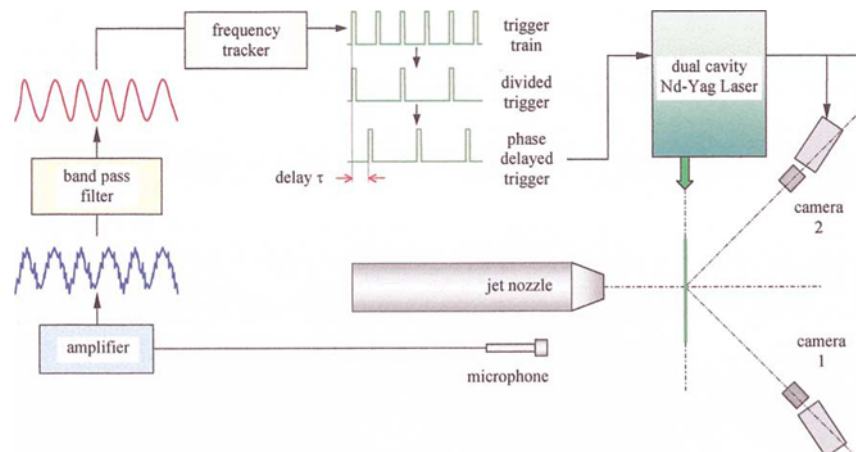 frequency
tracker
trigger
train
divided
trigger
phase
delayed
trigger
delay τ
dual cavity
Nd-Yag Laser
band pass
filter
camera
2
jet nozzle
amplifier
microphone
camera
1